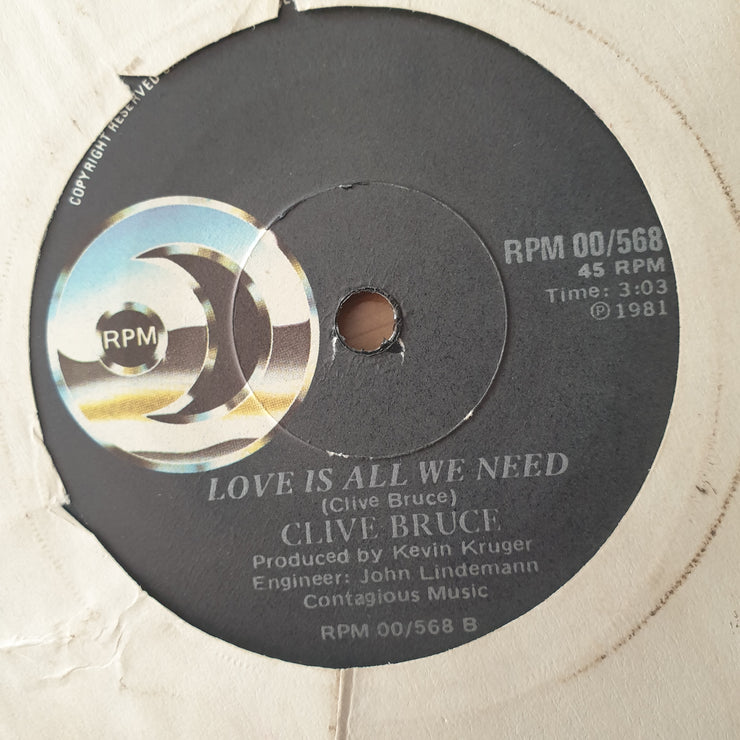 COPYRIGHT RESERVED
RPM
RPM 00/568
45 RPM
Time: 3:03
℗ 1981
LOVE IS ALL WE NEED
(Clive Bruce)
CLIVE BRUCE
Produced by Kevin Kruger
Engineer: John Lindemann
Contagious Music
RPM 00/568 B